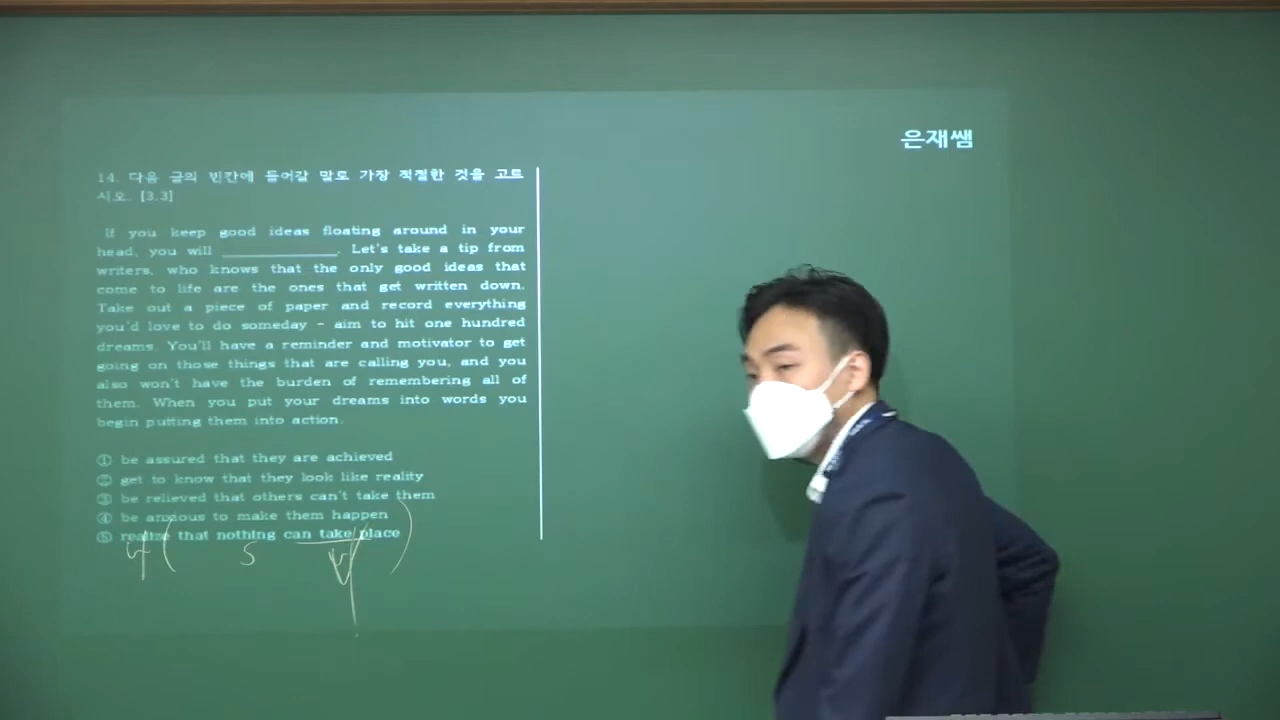 은재쌤
14. 다음 글의 빈칸에 들어갈 말로 가장 적절한 것을 고르
시오. [3.3]
If you keep good ideas floating around in your
head, you will ____________. Let's take a tip from
writers, who knows that the only good ideas that
come to life are the ones that get written down.
Take out a piece of paper and record everything
you'd love to do someday - aim to hit one hundred
dreams. You'll have a reminder and motivator to get
going on those things that are calling you, and you
also won't have the burden of remembering all of
them. When you put your dreams into words you
begin putting them into action.
① be assured that they are achieved
② get to know that they look like reality
③ be relieved that others can't take them
④ be anxious to make them happen
⑤ realize that nothing can take place
S